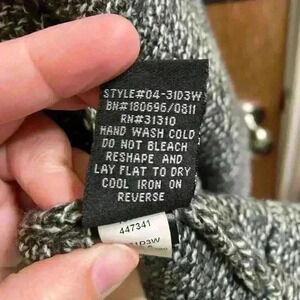 STYLE#04-31D3W
BN#180696/0811
RN#31310
HAND WASH COLD
DO NOT BLEACH
RESHAPE AND
LAY FLAT TO DRY
COOL IRON ON
REVERSE
447341